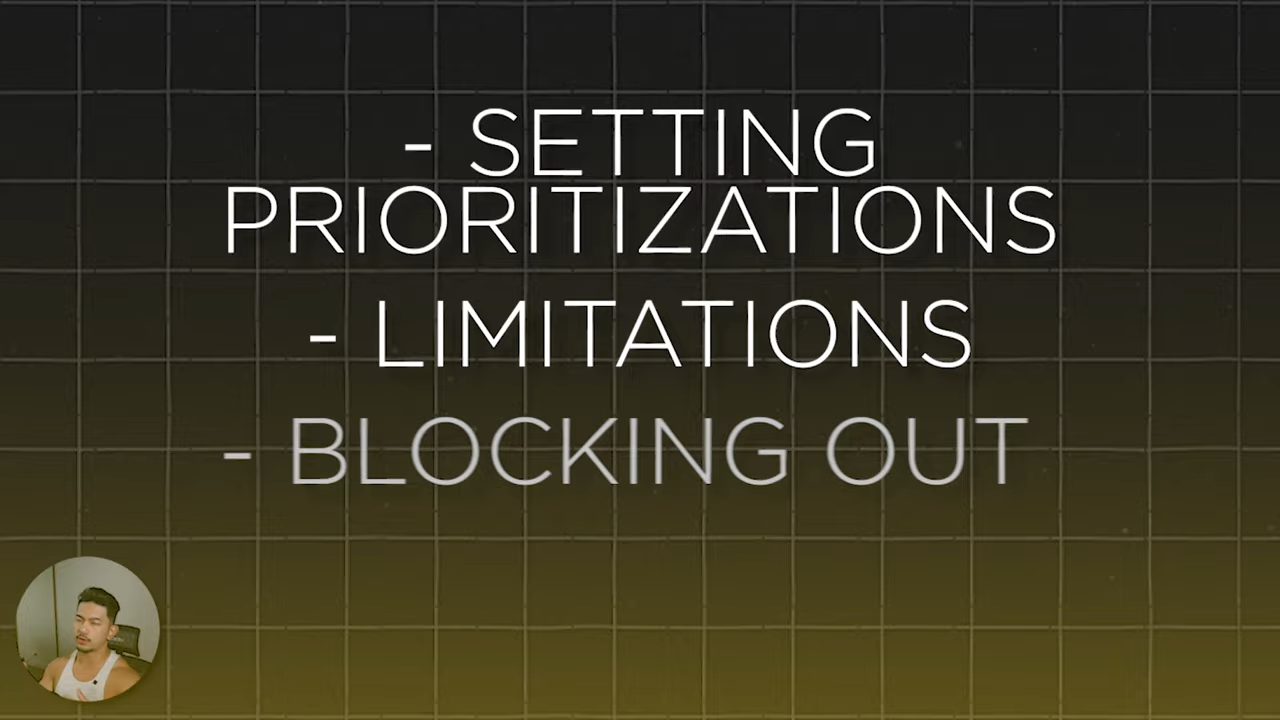 - SETTING
PRIORITIZATIONS
- LIMITATIONS
- BLOCKING OUT